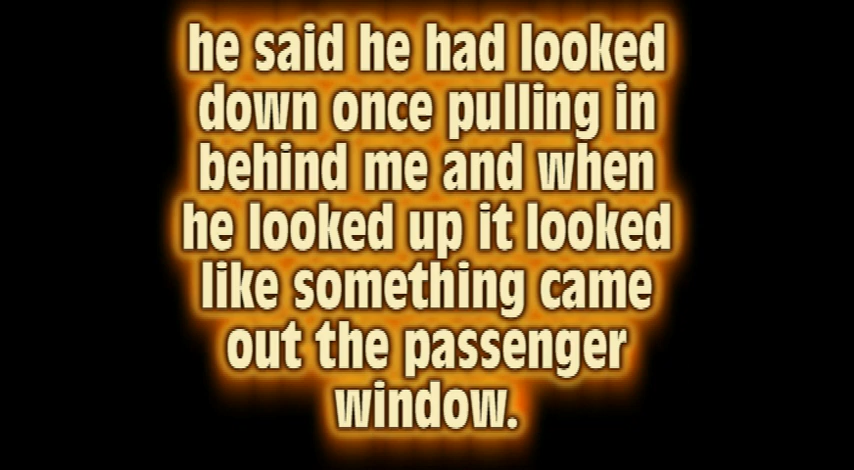 he said he had looked
down once pulling in
behind me and when
he looked up it looked
like something came
out the passenger
window.